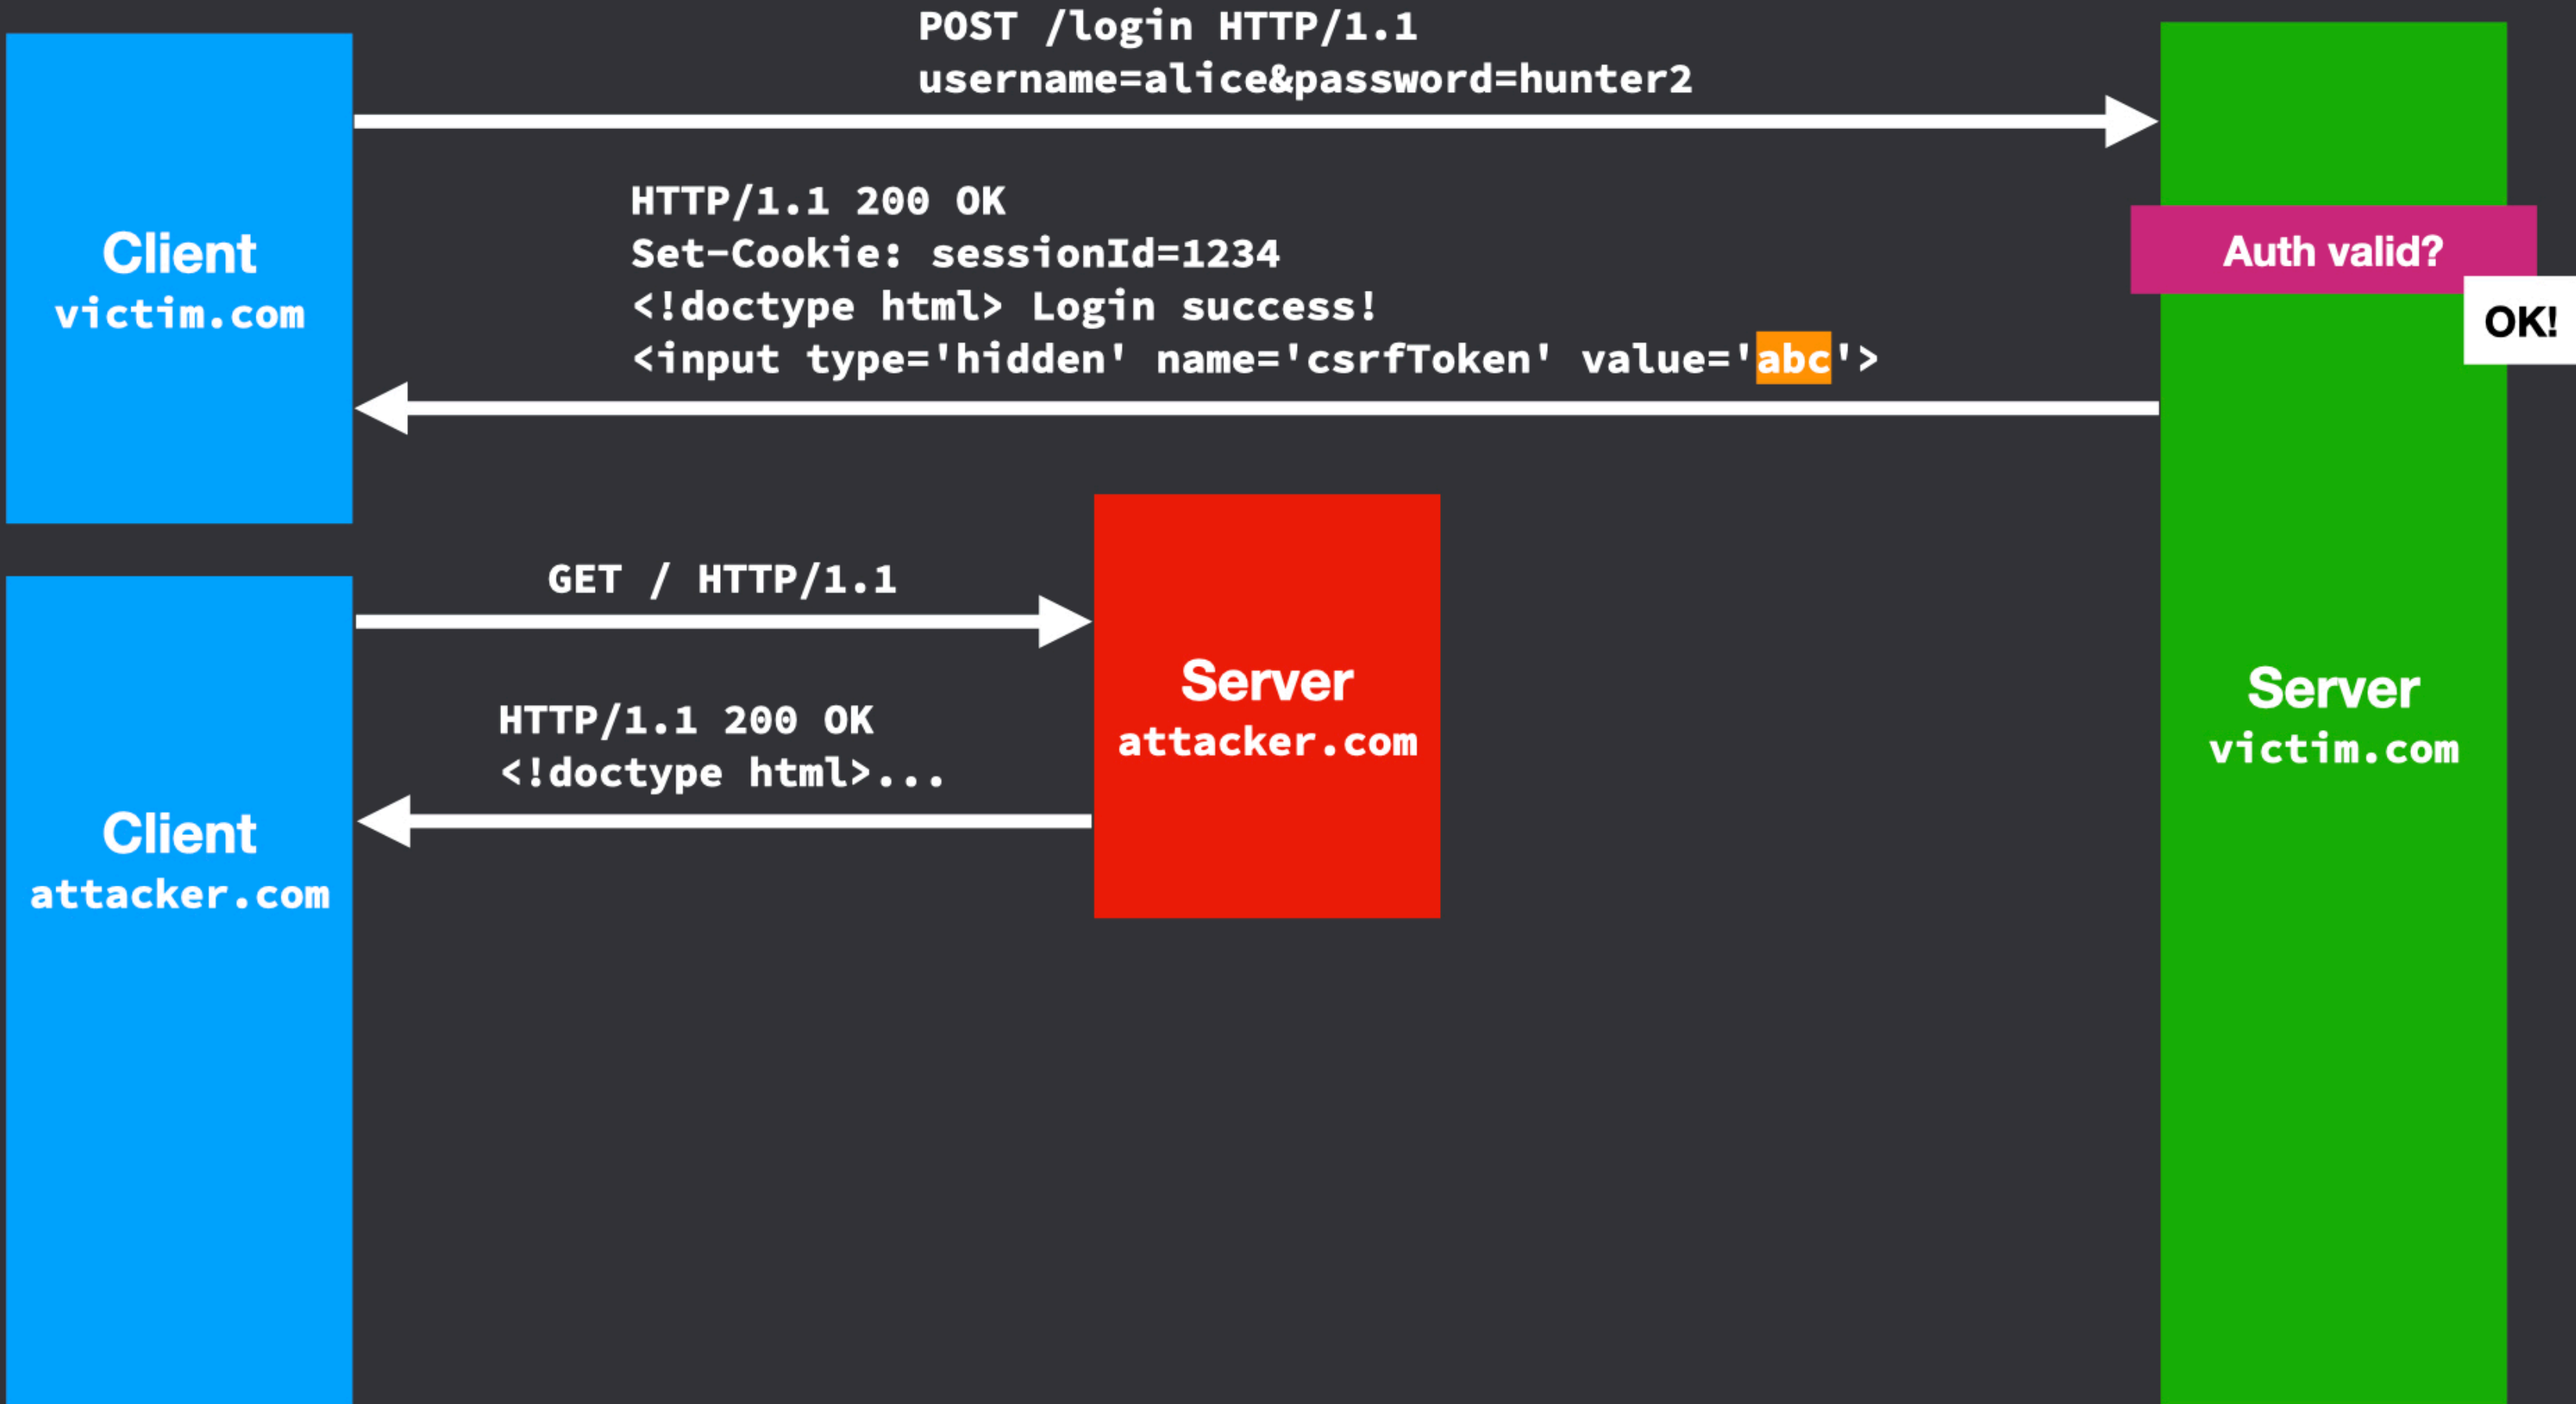 POST /login HTTP/1.1
username=alice&password=hunter2
HTTP/1.1 200 OK
Set-Cookie: sessionId=1234
<!doctype html> Login success!
<input type='hidden' name='csrfToken' value='abc'>
Client
victim.com
Auth valid?
OK!
GET / HTTP/1.1
HTTP/1.1 200 OK
<!doctype html>...
Server
attacker.com
Server
victim.com
Client
attacker.com